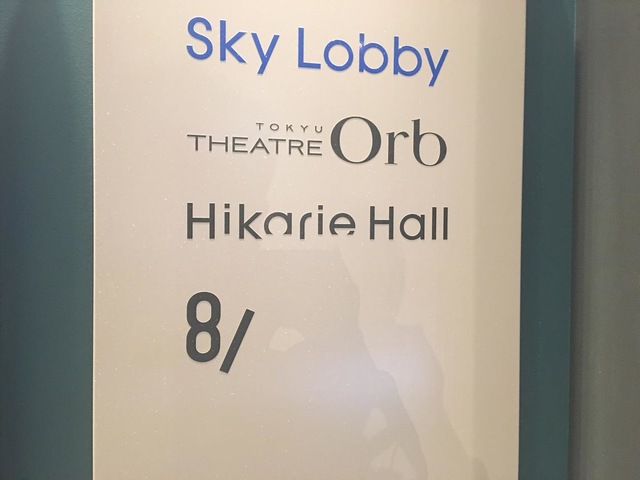 Sky Lobby
TOKYU
THEATRE Orb
Hikarie Hall
8/